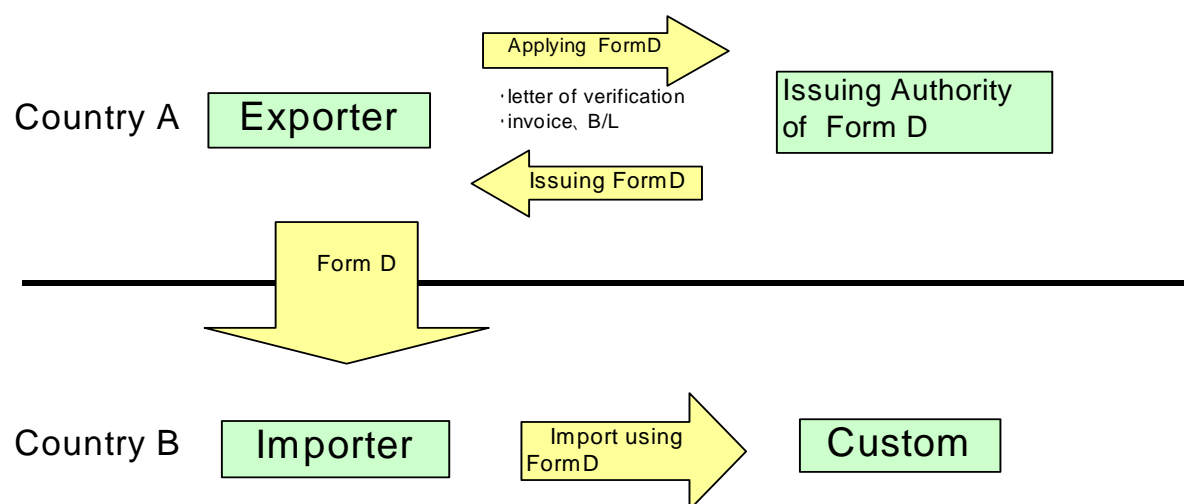 Applying FormD
Country A
Exporter
·letter of verification
·invoice、B/L
Issuing Authority
of Form D
Issuing FormD
Form D
Country B
Importer
Import using
FormD
Custom